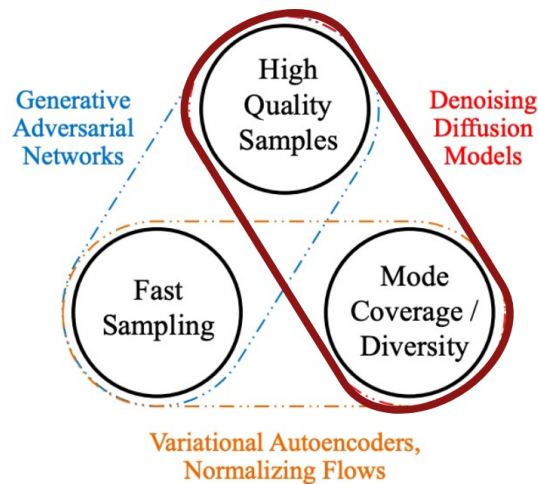 High
Quality
Samples
Generative
Adversarial
Networks
Denoising
Diffusion
Models
Fast
Sampling
Mode
Coverage /
Diversity
Variational Autoencoders,
Normalizing Flows